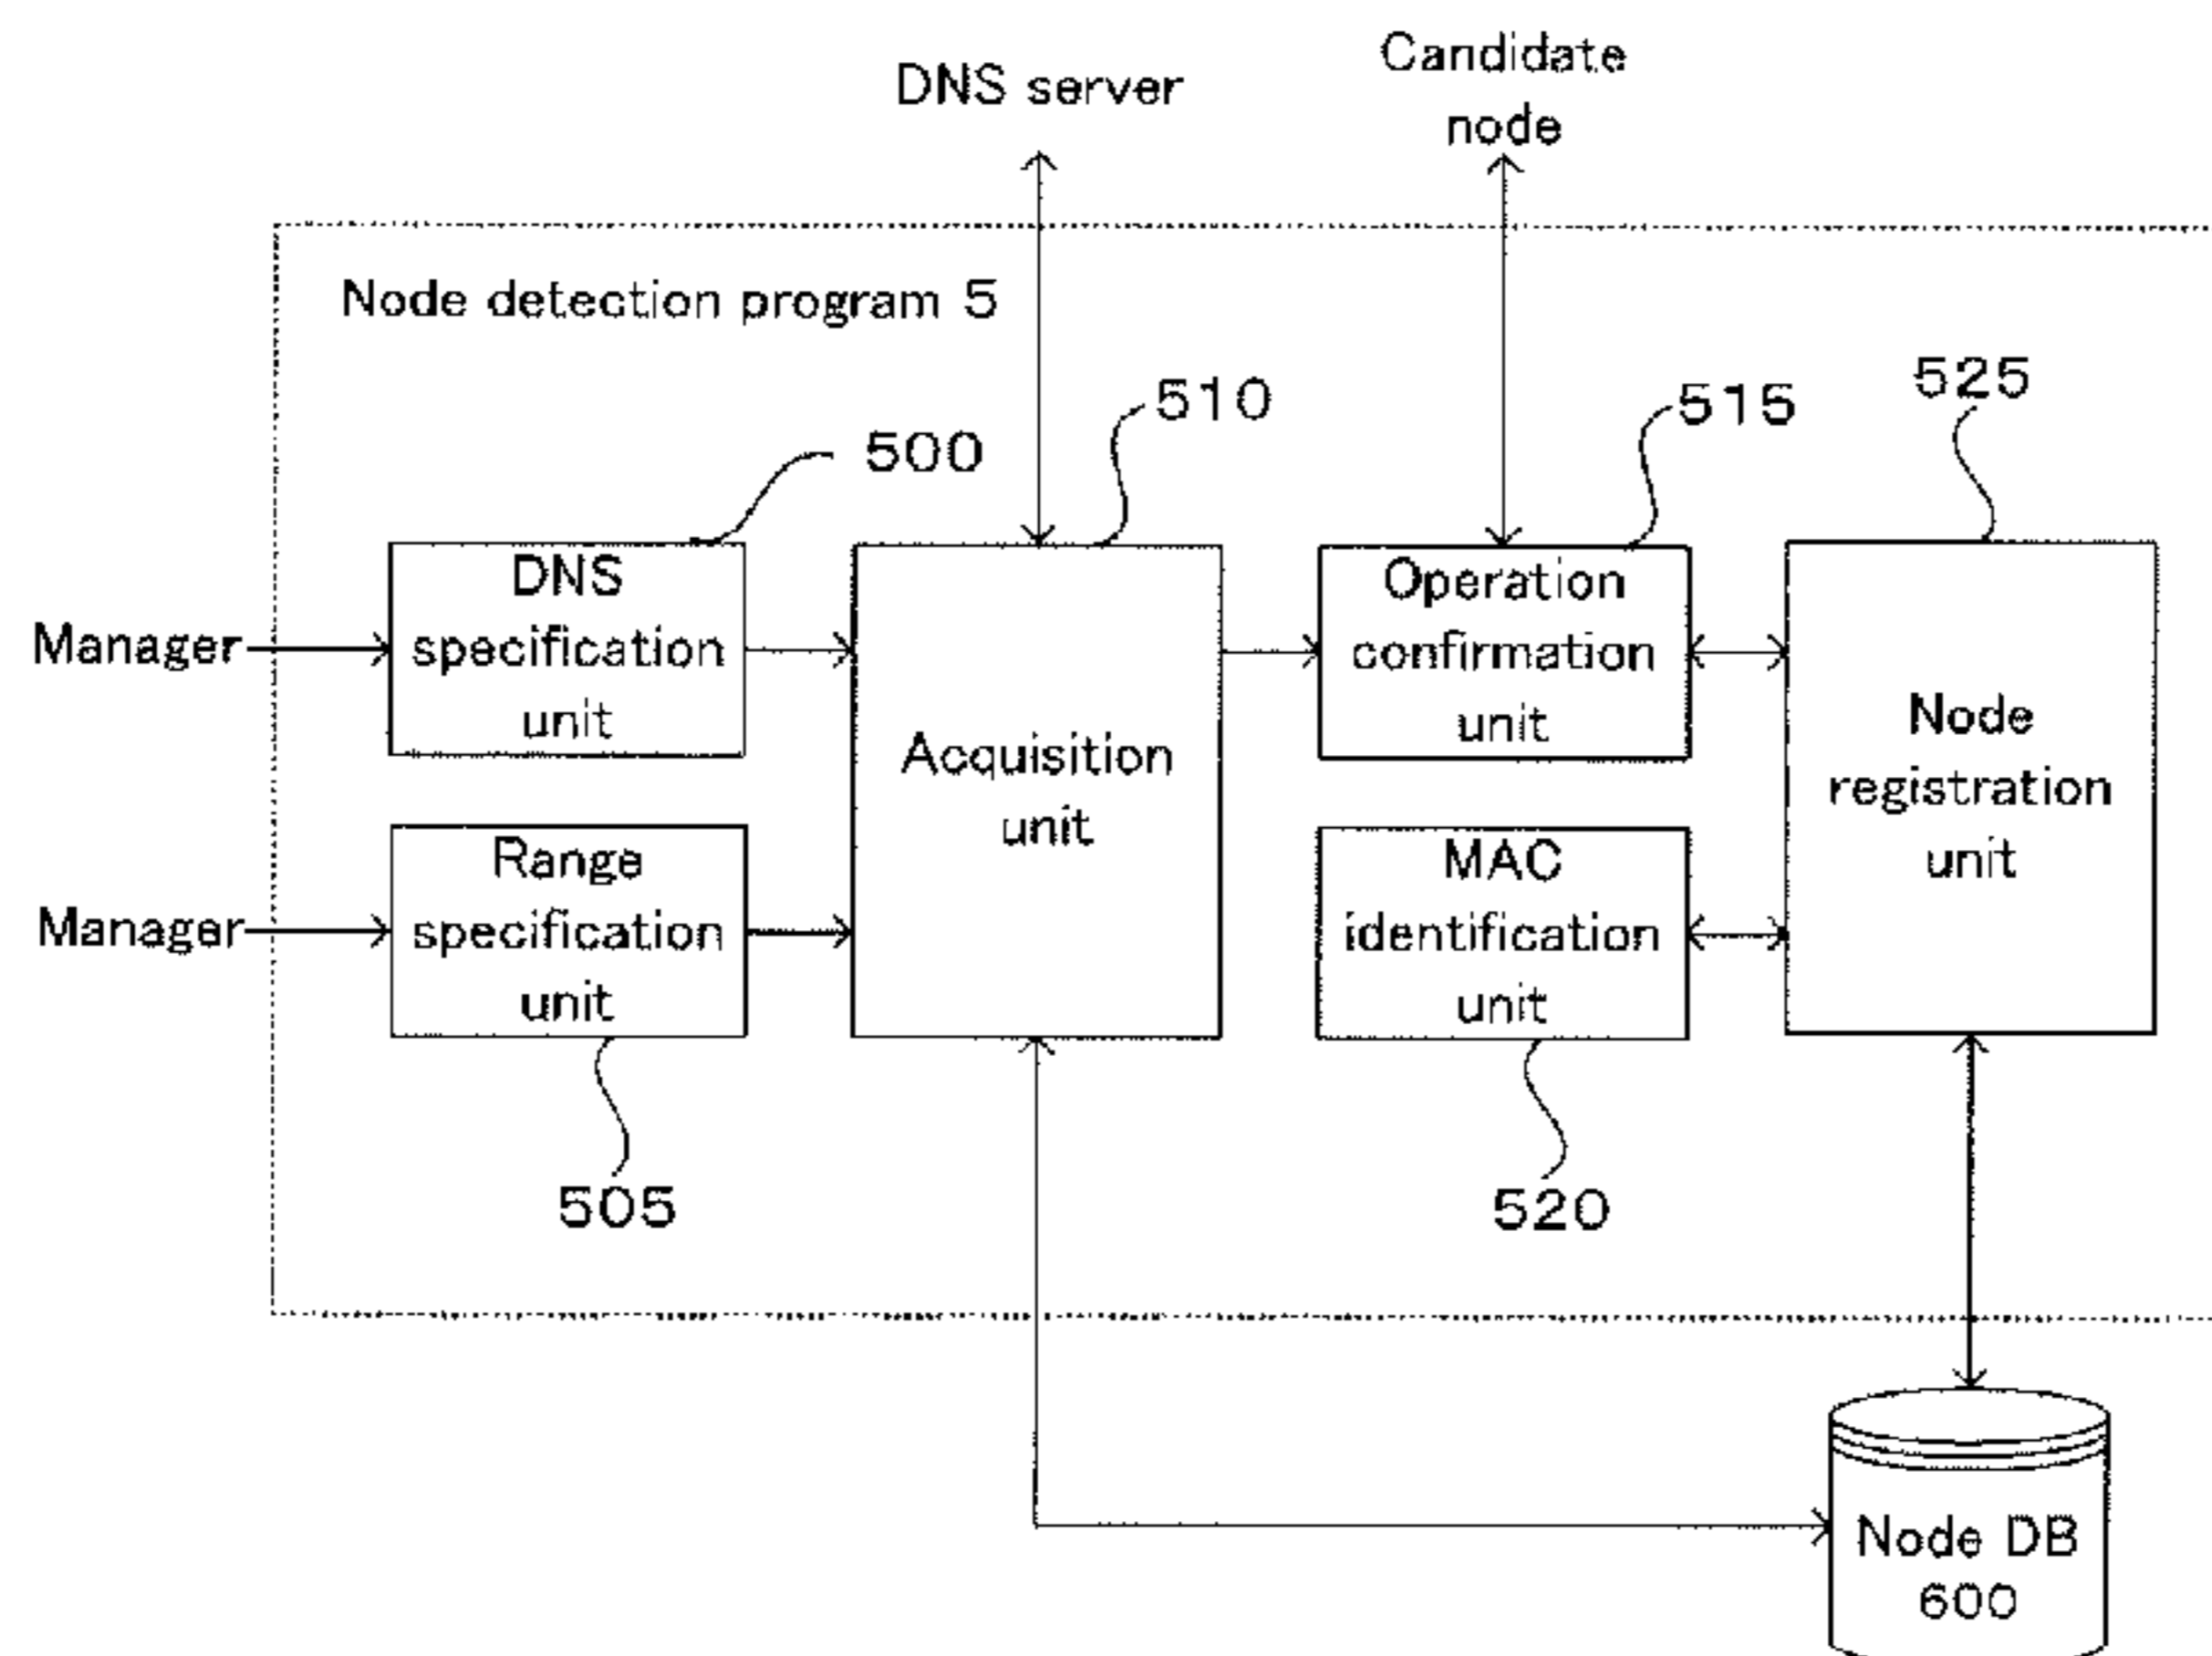 DNS server
Candidate
node
Node detection program 5
510
515
525
500
Manager
DNS
specification
unit
Acquisition
unit
Operation
confirmation
unit
Node
registration
unit
Manager
Range
specification
unit
MAC
identification
unit
505
520
Node DB
600